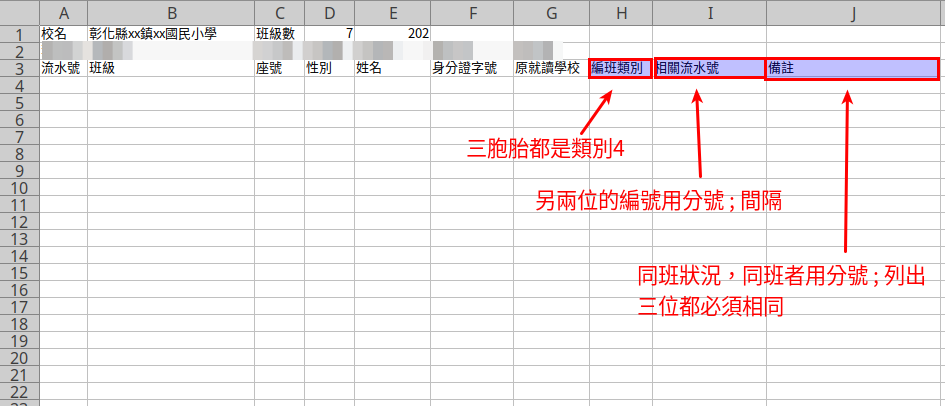 A B C D E F G H I J
1 校名 彰化縣xx鎮xx國民小學 班級數 7 202
2
3 流水號 班級 座號 性別 姓名 身分證字號 原就讀學校 編班類別 相關流水號 備註
4
5
6
7
8
三胞胎都是類別4
9
10
11
另兩位的編號用分號 ; 間隔
12
13
14
15
同班狀況，同班者用分號 ; 列出
16
17
三位都必須相同
18
19
20
21
22